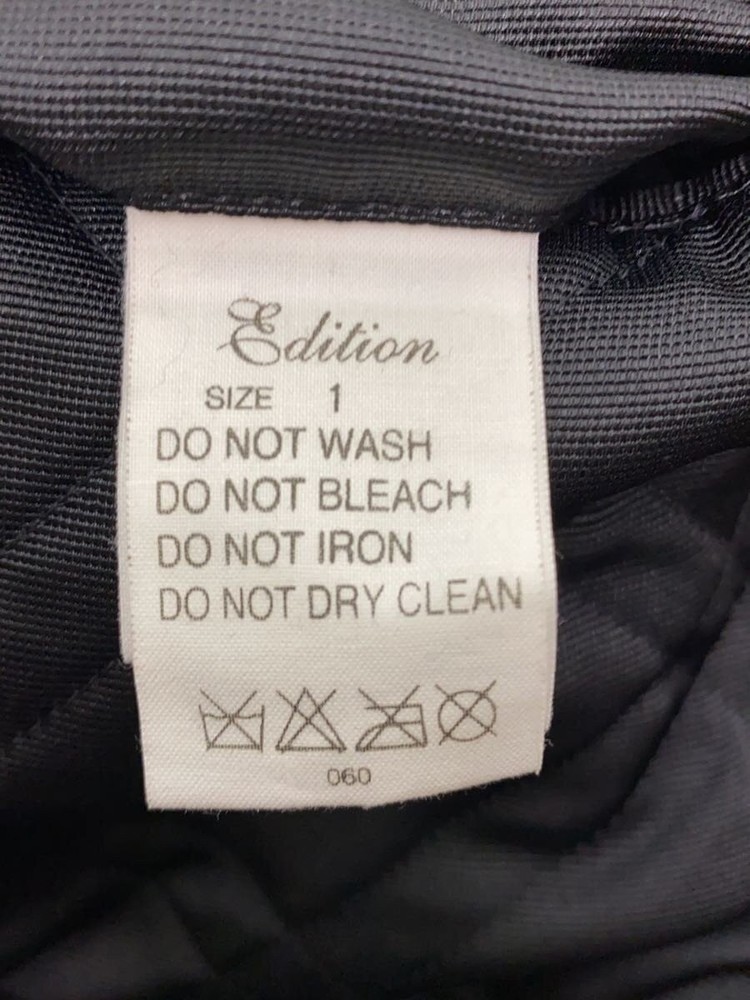 Edition
SIZE 1
DO NOT WASH
DO NOT BLEACH
DO NOT IRON
DO NOT DRY CLEAN
060